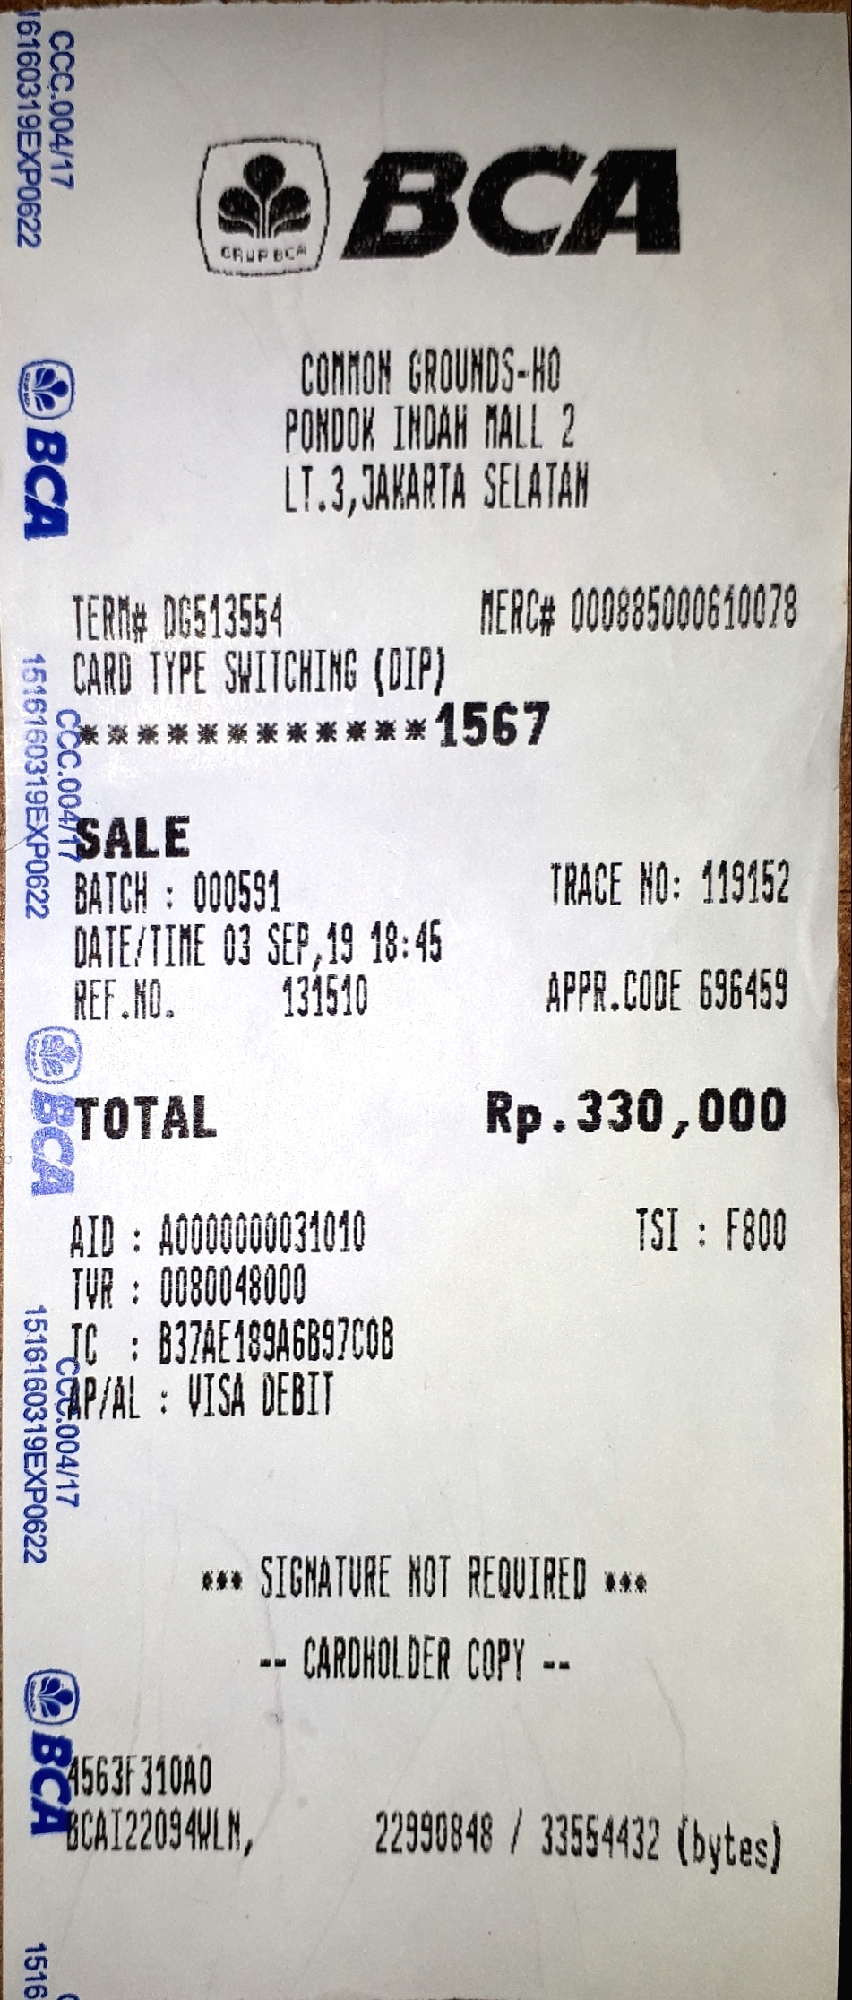 GRUP BCA
BCA
COMMON GROUNDS-HO
PONDOK INDAH MALL 2
LT.3,JAKARTA SELATAN
TERM# DG513554 MERC# 000885000610078
CARD TYPE SWITCHING (DIP)
************1567
SALE
BATCH : 000591 TRACE NO: 119152
DATE/TIME 03 SEP,19 18:45
REF.NO. 131510 APPR.CODE 696459
TOTAL Rp.330,000
AID : A0000000031010 TSI : F800
TVR : 0080048000
TC : B37AE189A6B97C0B
AP/AL : VISA DEBIT
*** SIGNATURE NOT REQUIRED ***
-- CARDHOLDER COPY --
4563F310A0
BCAI22094WLN, 22990848 / 33554432 (bytes)
CCC.004/17
16160319EXP0622
BCA
CCC.004/17
1516160319EXP0622
BCA
CCC.004/17
1516160319EXP0622
BCA
1516